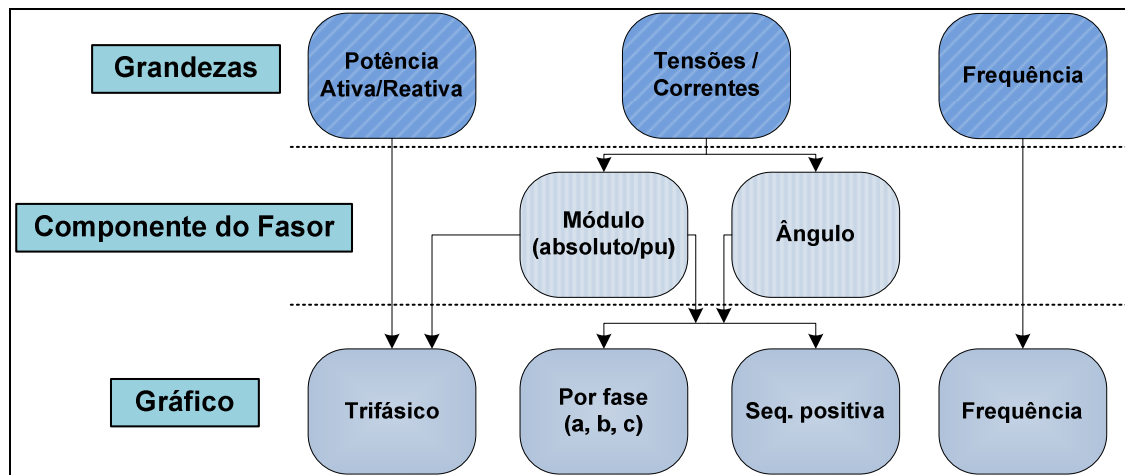 Grandezas
Potência
Ativa/Reativa
Tensões /
Correntes
Frequência
Componente do Fasor
Módulo
(absoluto/pu)
Ângulo
Gráfico
Trifásico
Por fase
(a, b, c)
Seq. positiva
Frequência